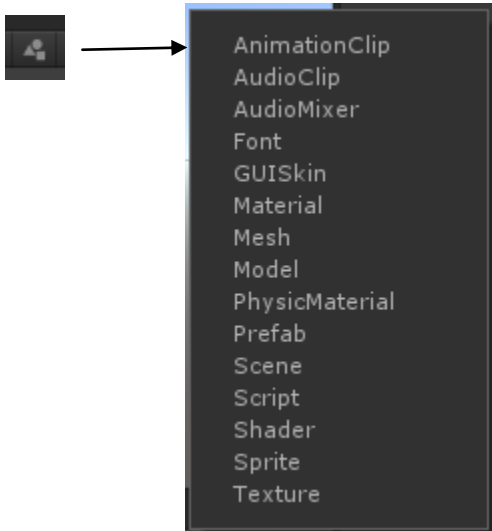 AnimationClip
AudioClip
AudioMixer
Font
GUISkin
Material
Mesh
Model
PhysicMaterial
Prefab
Scene
Script
Shader
Sprite
Texture